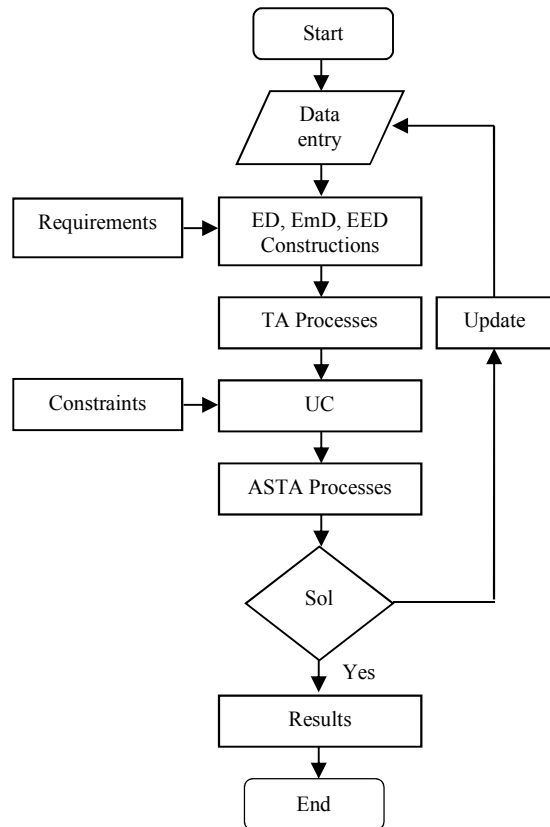 Start
Data
entry
Requirements
ED, EmD, EED
Constructions
TA Processes
Update
Constraints
UC
ASTA Processes
Sol
Yes
Results
End